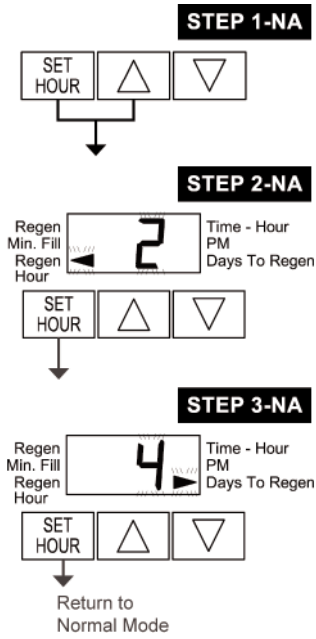 STEP 1-NA
SET
HOUR
STEP 2-NA
Regen
Min. Fill
Regen
Hour
2
Time - Hour
PM
Days To Regen
SET
HOUR
STEP 3-NA
Regen
Min. Fill
Regen
Hour
4
Time - Hour
PM
Days To Regen
SET
HOUR
Return to
Normal Mode